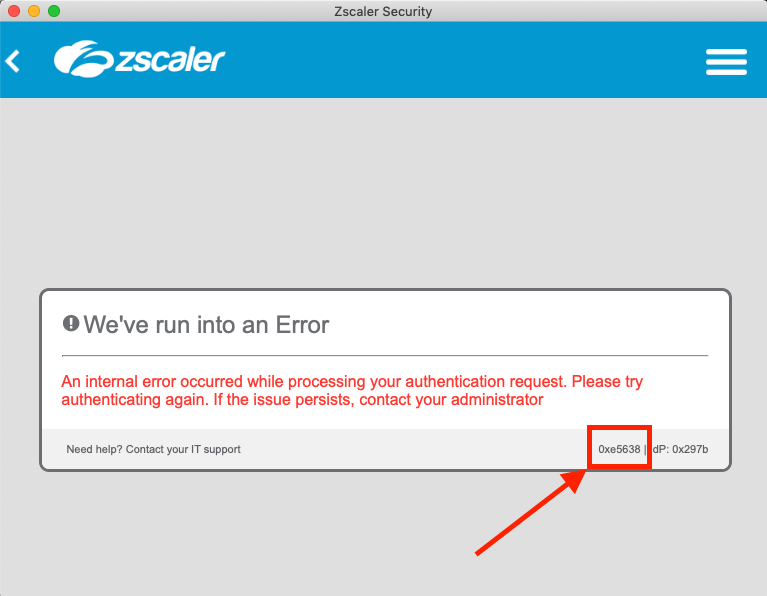 Zscaler Security
zscaler
We've run into an Error
An internal error occurred while processing your authentication request. Please try
authenticating again. If the issue persists, contact your administrator
Need help? Contact your IT support
0xe5638 | dP: 0x297b